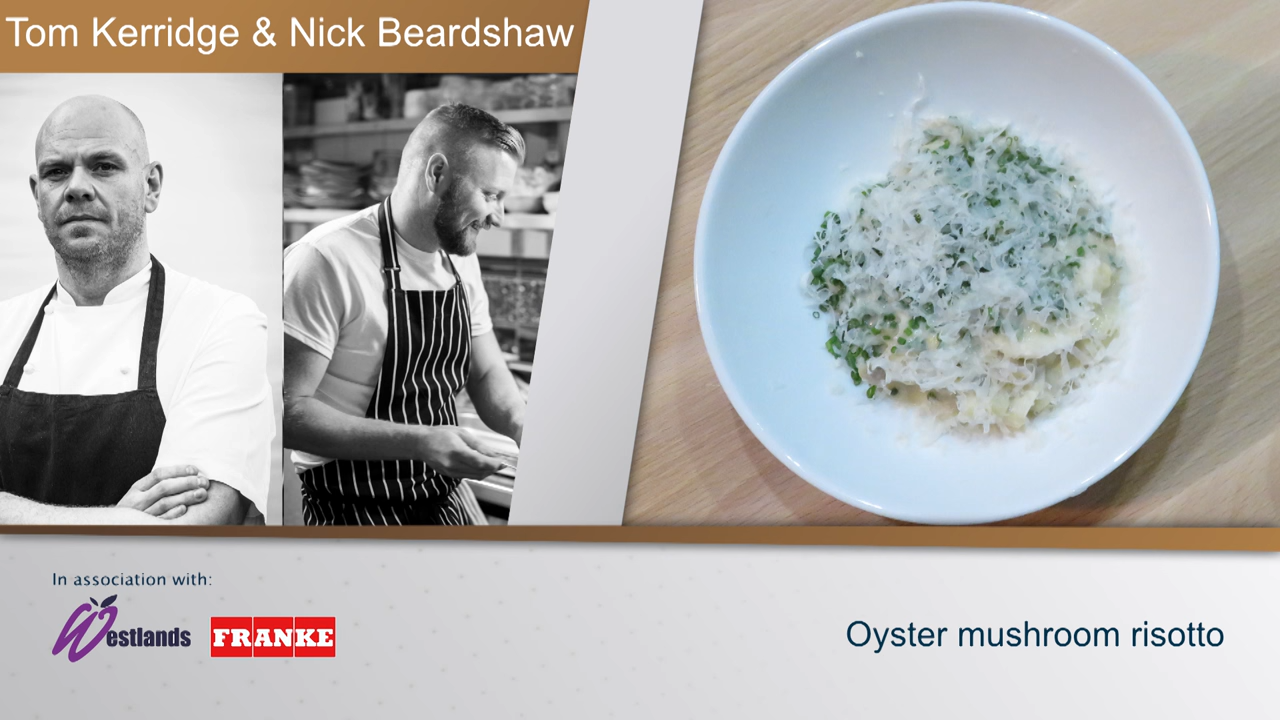 Tom Kerridge & Nick Beardshaw
In association with:
Westlands
FRANKE
Oyster mushroom risotto